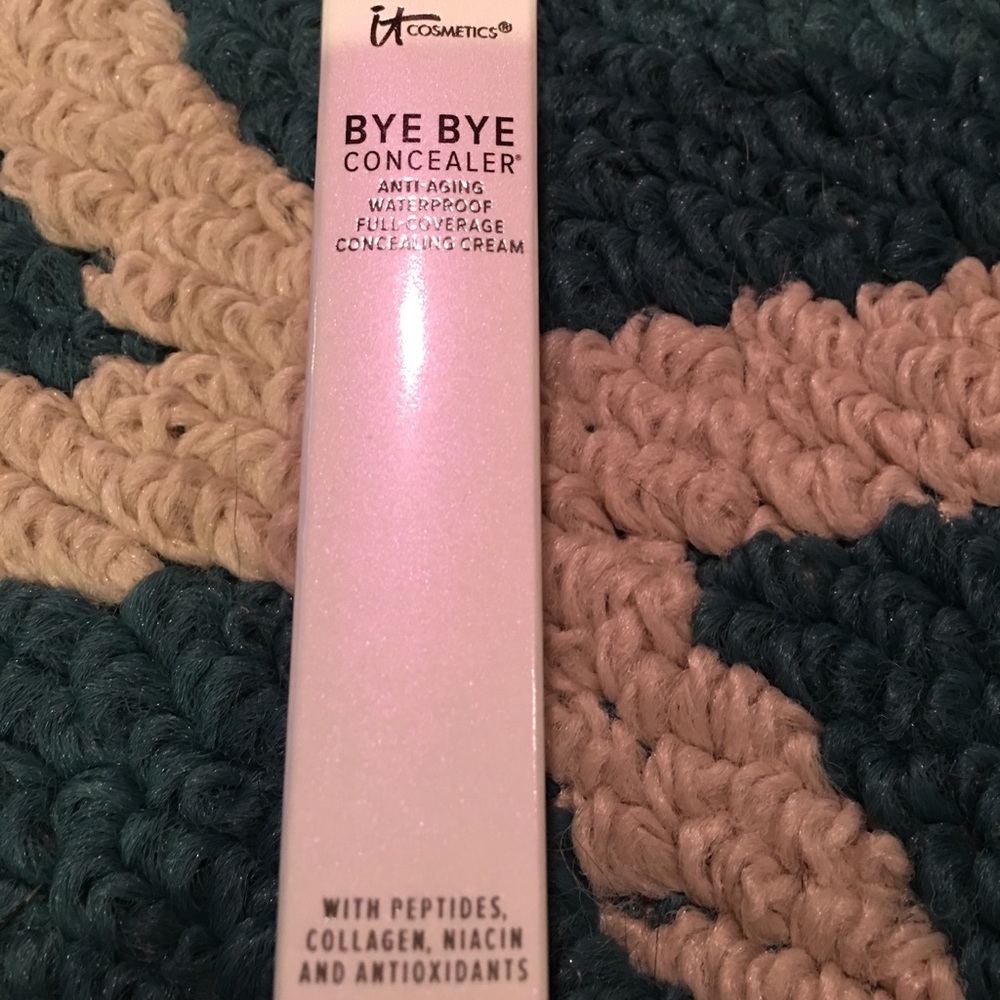 it COSMETICS®
BYE BYE
CONCEALER®
ANTI-AGING
WATERPROOF
FULL-COVERAGE
CONCEALING CREAM
WITH PEPTIDES,
COLLAGEN, NIACIN
AND ANTIOXIDANTS